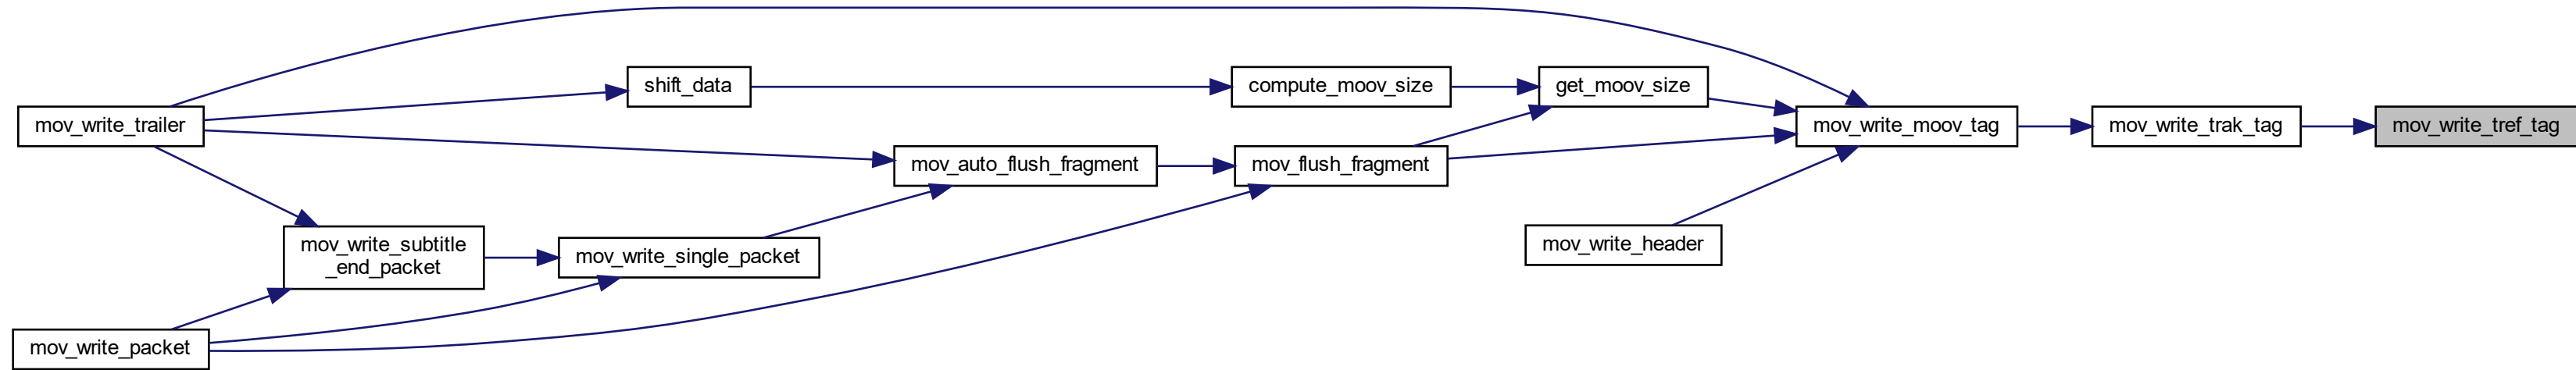 mov_write_trailer
shift_data
compute_moov_size
get_moov_size
mov_write_moov_tag
mov_write_trak_tag
mov_write_tref_tag
mov_auto_flush_fragment
mov_flush_fragment
mov_write_subtitle
_end_packet
mov_write_single_packet
mov_write_header
mov_write_packet